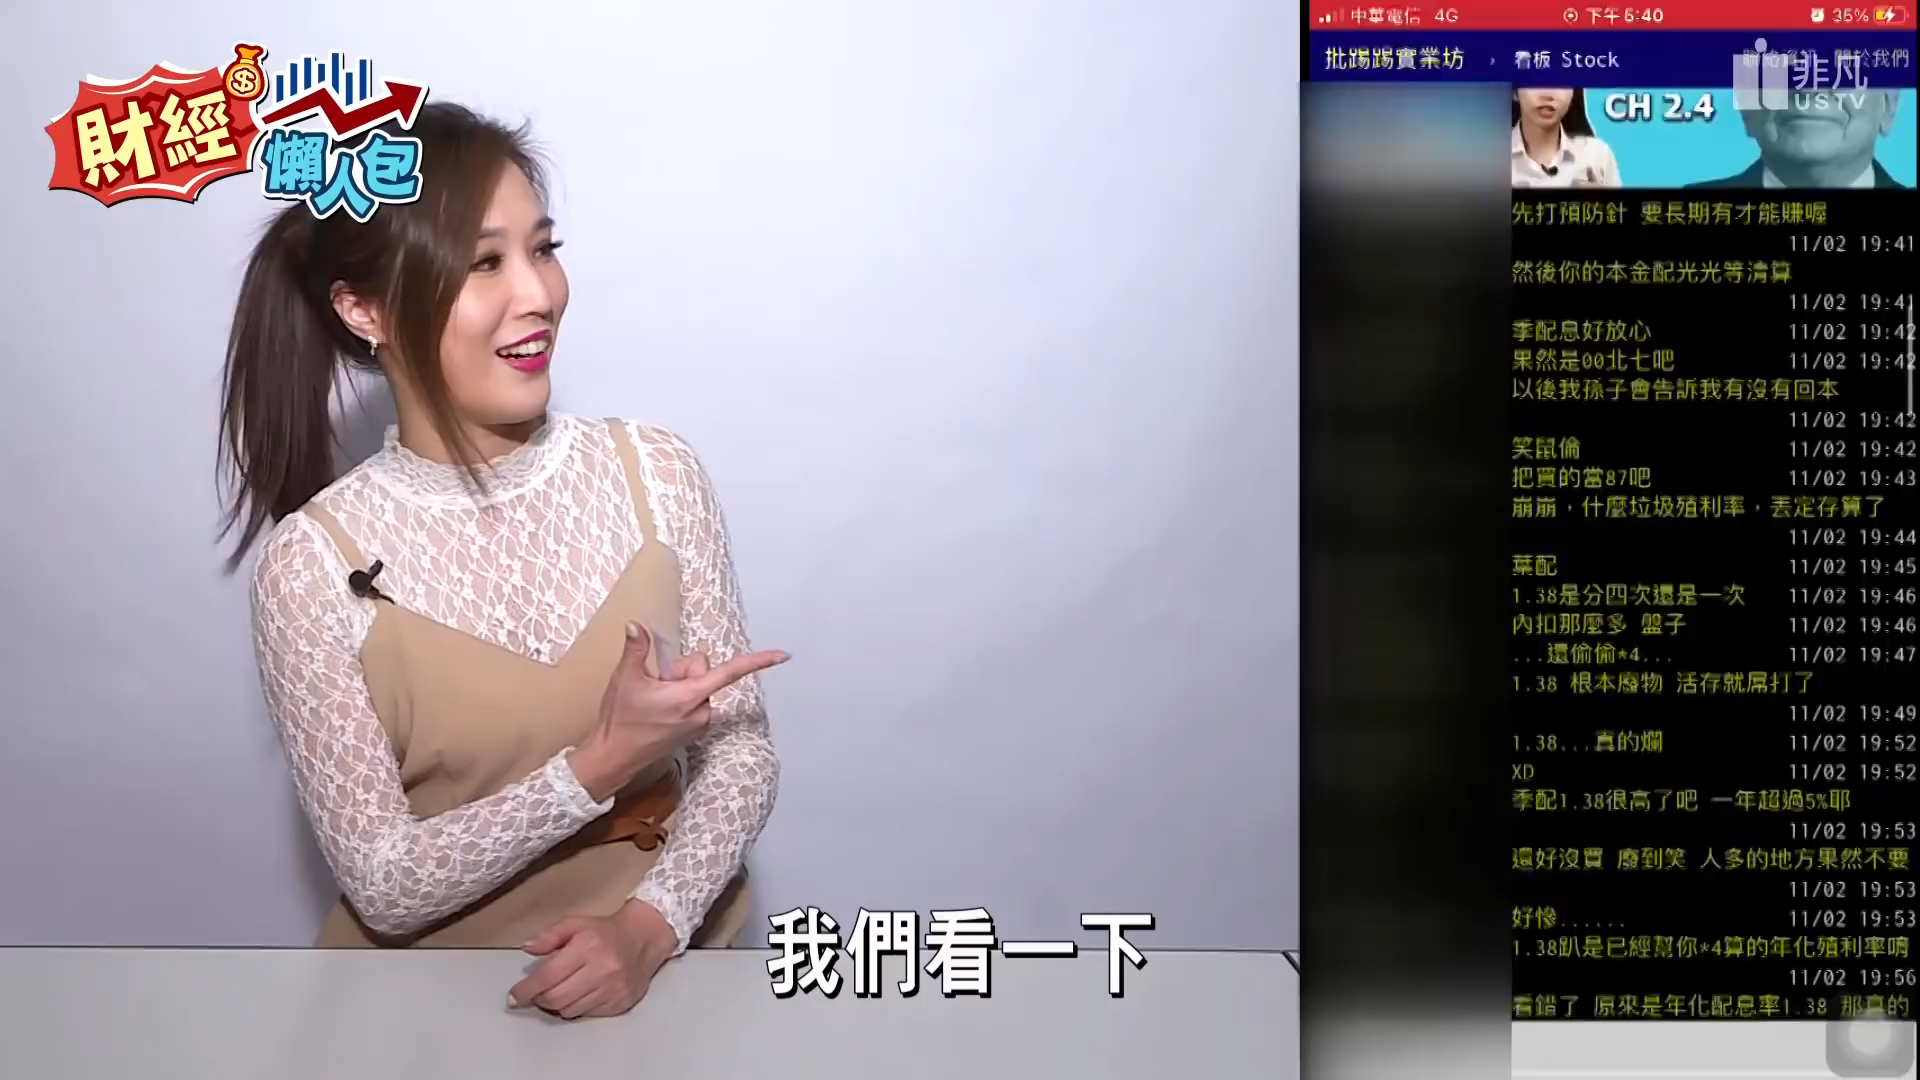 財經
懶人包
中華電信 4G 下午5:40 35%
批踢踢實業坊 › 看板 Stock 聯絡資訊 關於我們
非凡
USTV
CH 2.4
先打預防針 要長期有才能賺喔
11/02 19:41
然後你的本金配光光等清算
11/02 19:41
季配息好放心 11/02 19:42
果然是00北七吧 11/02 19:42
以後我孫子會告訴我有沒有回本
11/02 19:42
笑鼠倫 11/02 19:42
把買的當87吧 11/02 19:43
崩崩，什麼垃圾殖利率，丟定存算了
11/02 19:44
葉配 11/02 19:45
1.38是分四次還是一次 11/02 19:46
內扣那麼多 盤子 11/02 19:46
...還偷偷*4... 11/02 19:47
1.38 根本廢物 活存就屌打了
11/02 19:49
1.38...真的爛 11/02 19:52
XD 11/02 19:52
季配1.38很高了吧 一年超過5%耶
11/02 19:53
還好沒買 廢到笑 人多的地方果然不要
11/02 19:53
好慘...... 11/02 19:53
1.38趴是已經幫你*4算的年化殖利率唷
11/02 19:56
看錯了 原來是年化配息率1.38 那真的
我們看一下